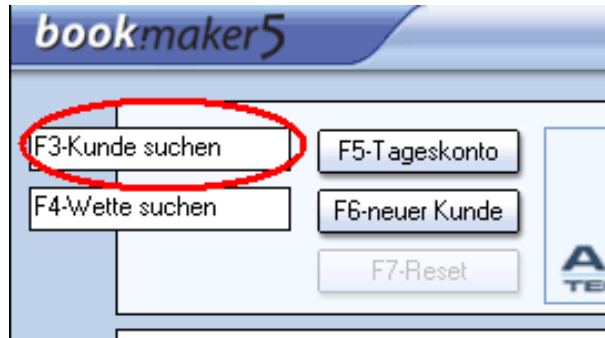 bookmaker5
F3-Kunde suchen
F5-Tageskonto
F4-Wette suchen
F6-neuer Kunde
F7-Reset